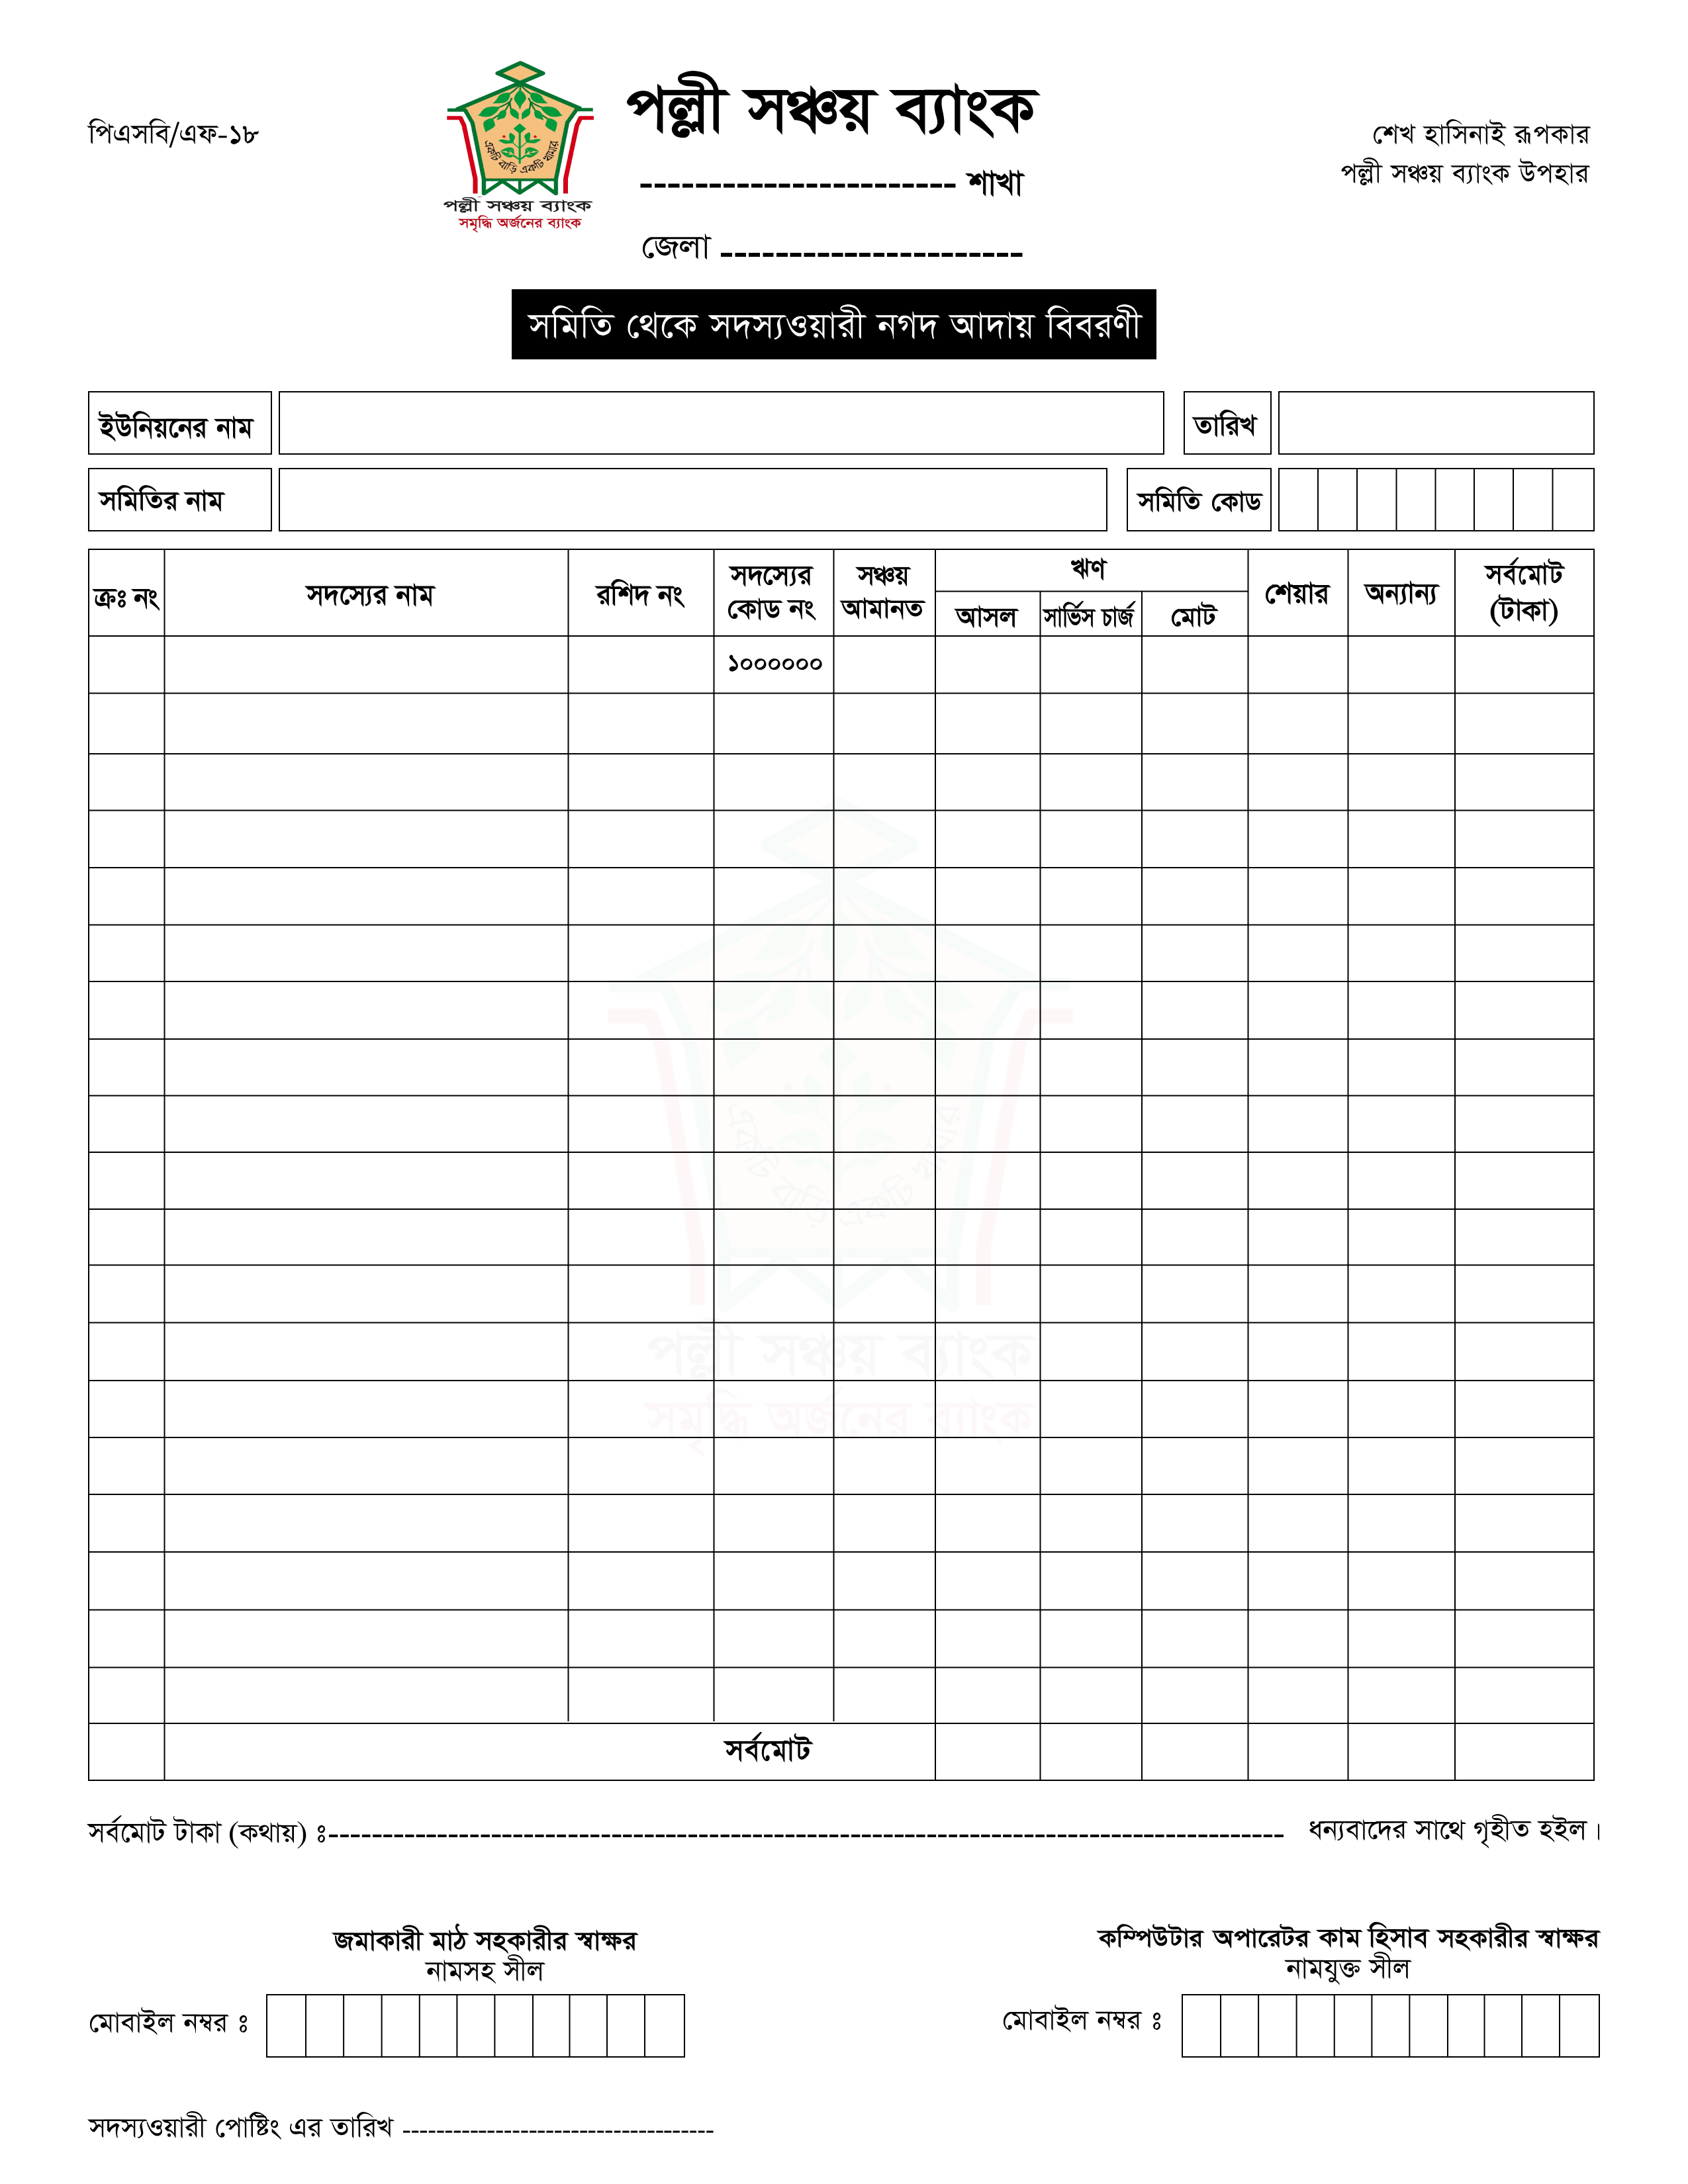 পিএসবি/এফ-১৮
একটি বাড়ি একটি খামার
পল্লী সঞ্চয় ব্যাংক
সমৃদ্ধি অর্জনের ব্যাংক
পল্লী সঞ্চয় ব্যাংক
----------------------- শাখা
জেলা ----------------------
শেখ হাসিনাই রূপকার
পল্লী সঞ্চয় ব্যাংক উপহার
সমিতি থেকে সদস্যওয়ারী নগদ আদায় বিবরণী
ইউনিয়নের নাম
তারিখ
সমিতির নাম
সমিতি কোড
ক্রঃ নং
সদস্যের নাম
রশিদ নং
সদস্যের
কোড নং
সঞ্চয়
আমানত
ঋণ
আসল
সার্ভিস চার্জ
মোট
শেয়ার
অন্যান্য
সর্বমোট
(টাকা)
১০০০০০০
একটি বাড়ি একটি খামার
পল্লী সঞ্চয় ব্যাংক
সমৃদ্ধি অর্জনের ব্যাংক
সর্বমোট
সর্বমোট টাকা (কথায়) ঃ-------------------------------------------------------------------------------------- ধন্যবাদের সাথে গৃহীত হইল।
জমাকারী মাঠ সহকারীর স্বাক্ষর
নামসহ সীল
মোবাইল নম্বর ঃ
কম্পিউটার অপারেটর কাম হিসাব সহকারীর স্বাক্ষর
নামযুক্ত সীল
মোবাইল নম্বর ঃ
সদস্যওয়ারী পোষ্টিং এর তারিখ -------------------------------------